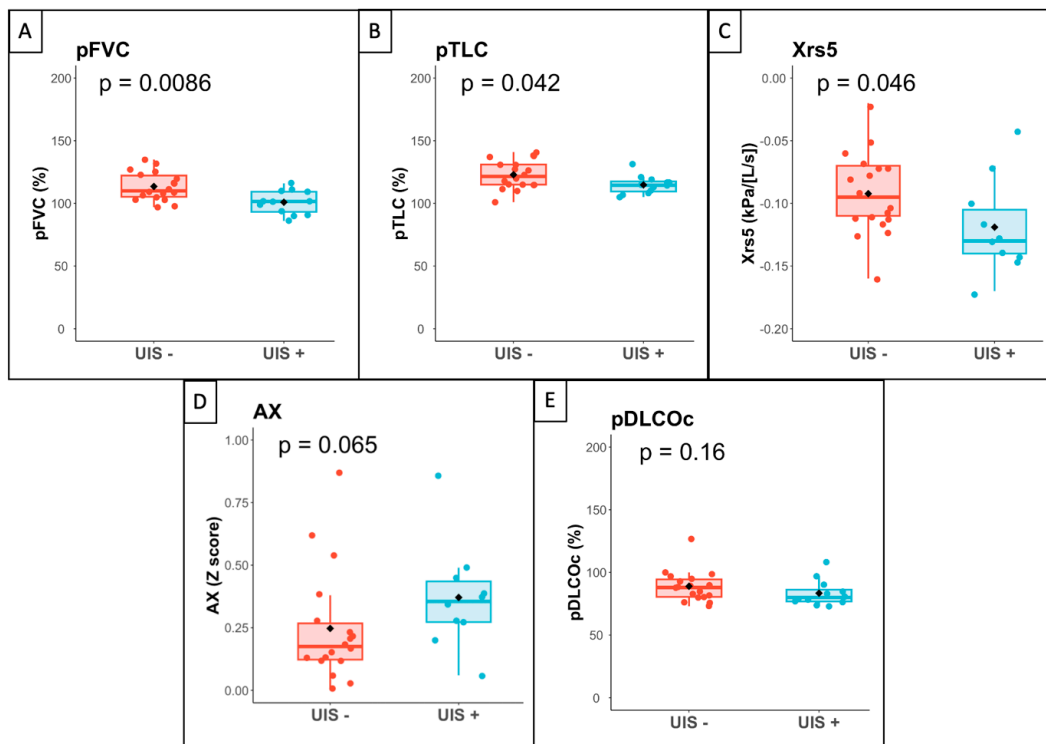 A
pFVC
p = 0.0086
200
150
100
50
0
pFVC (%)
UIS -
UIS +
B
pTLC
p = 0.042
200
150
100
50
0
pTLC (%)
UIS -
UIS +
C
Xrs5
p = 0.046
0.00
-0.05
-0.10
-0.15
-0.20
Xrs5 (kPa/[L/s])
UIS -
UIS +
D
AX
p = 0.065
1.00
0.75
0.50
0.25
0.00
AX (Z score)
UIS -
UIS +
E
pDLCOc
p = 0.16
200
150
100
50
0
pDLCOc (%)
UIS -
UIS +